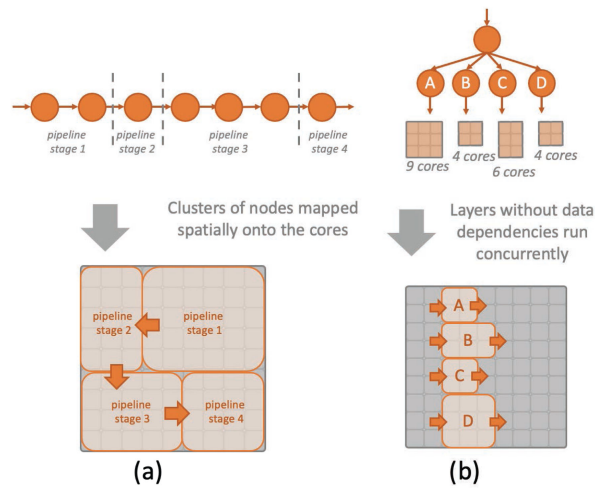 A
B
C
D
pipeline
stage 1
pipeline
stage 2
pipeline
stage 3
pipeline
stage 4
9 cores
4 cores
6 cores
4 cores
Clusters of nodes mapped
spatially onto the cores
Layers without data
dependencies run
concurrently
pipeline
stage 2
pipeline
stage 1
pipeline
stage 3
pipeline
stage 4
A
B
C
D
(a)
(b)